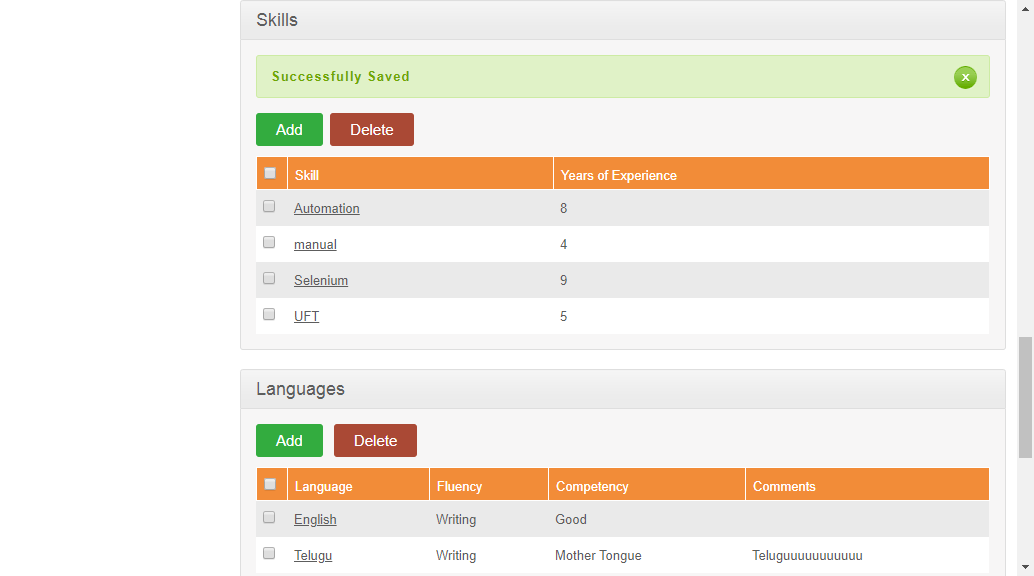 Skills
Successfully Saved
x
Add Delete
Skill Years of Experience
Automation 8
manual 4
Selenium 9
UFT 5
Languages
Add Delete
Language Fluency Competency Comments
English Writing Good
Telugu Writing Mother Tongue Teluguuuuuuuuuuu